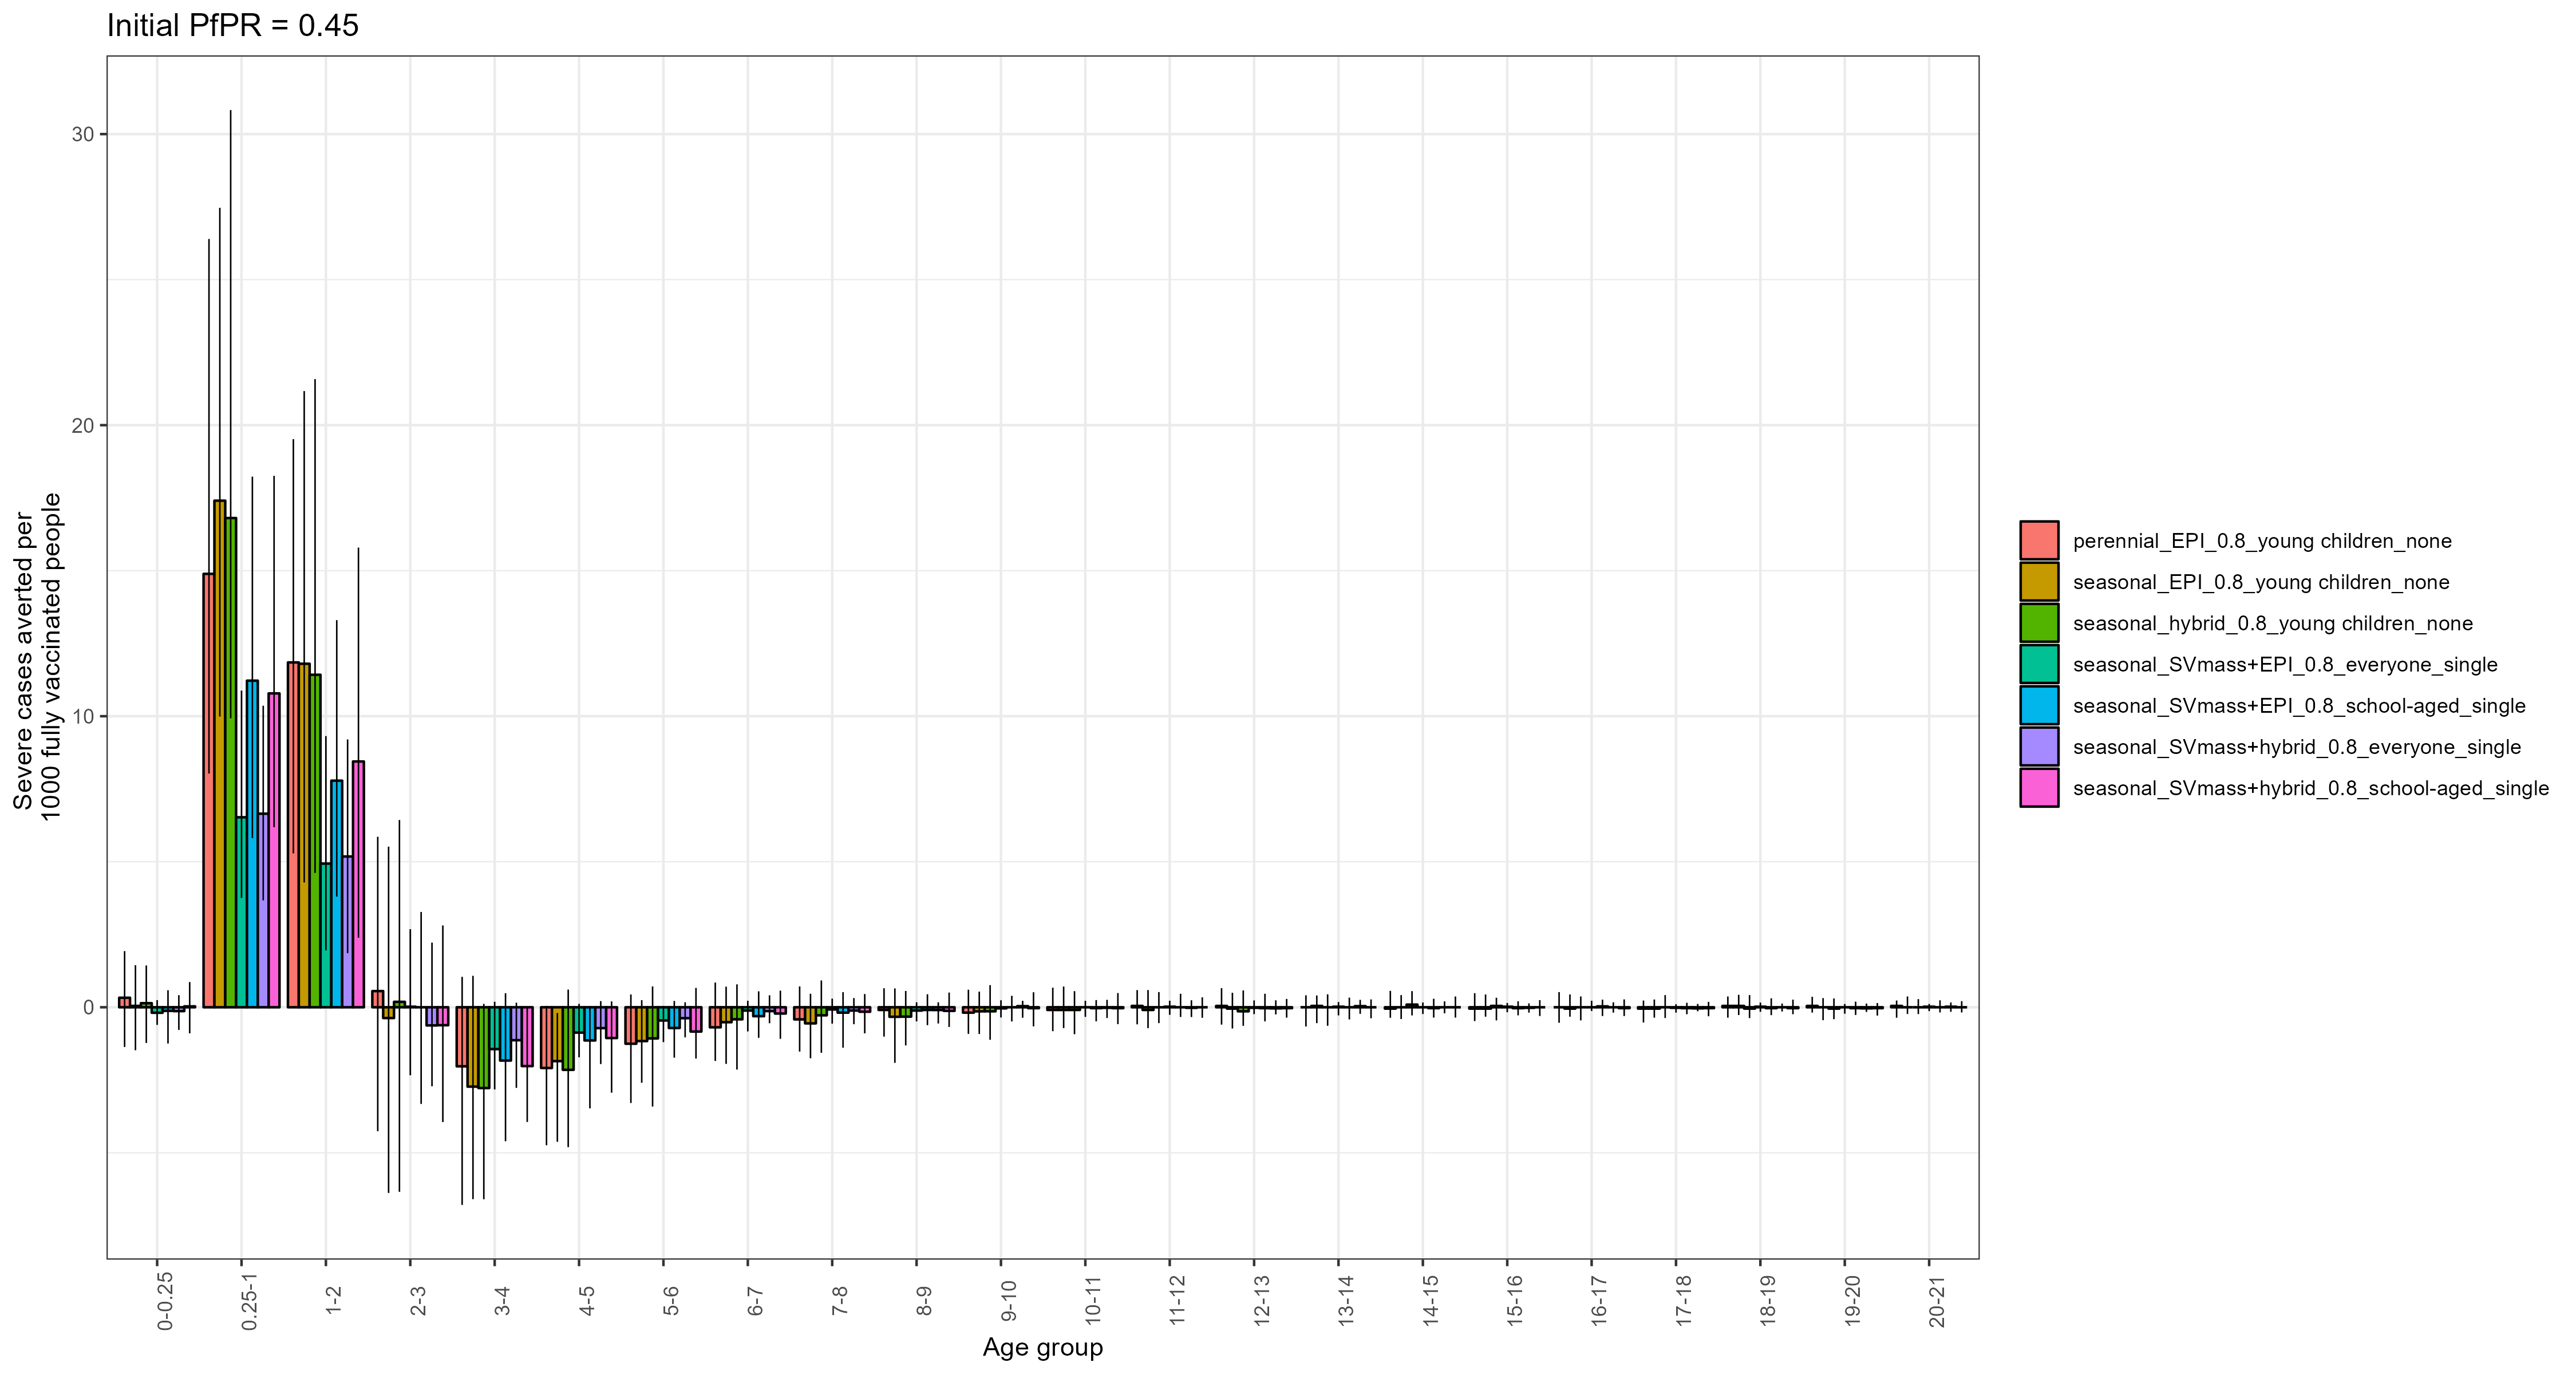 Initial PfPR = 0.45
Severe cases averted per
1000 fully vaccinated people
30
20
10
0
0-0.25
0.25-1
1-2
2-3
3-4
4-5
5-6
6-7
7-8
8-9
9-10
10-11
11-12
12-13
13-14
14-15
15-16
16-17
17-18
18-19
19-20
20-21
Age group
perennial_EPI_0.8_young children_none
seasonal_EPI_0.8_young children_none
seasonal_hybrid_0.8_young children_none
seasonal_SVmass+EPI_0.8_everyone_single
seasonal_SVmass+EPI_0.8_school-aged_single
seasonal_SVmass+hybrid_0.8_everyone_single
seasonal_SVmass+hybrid_0.8_school-aged_single